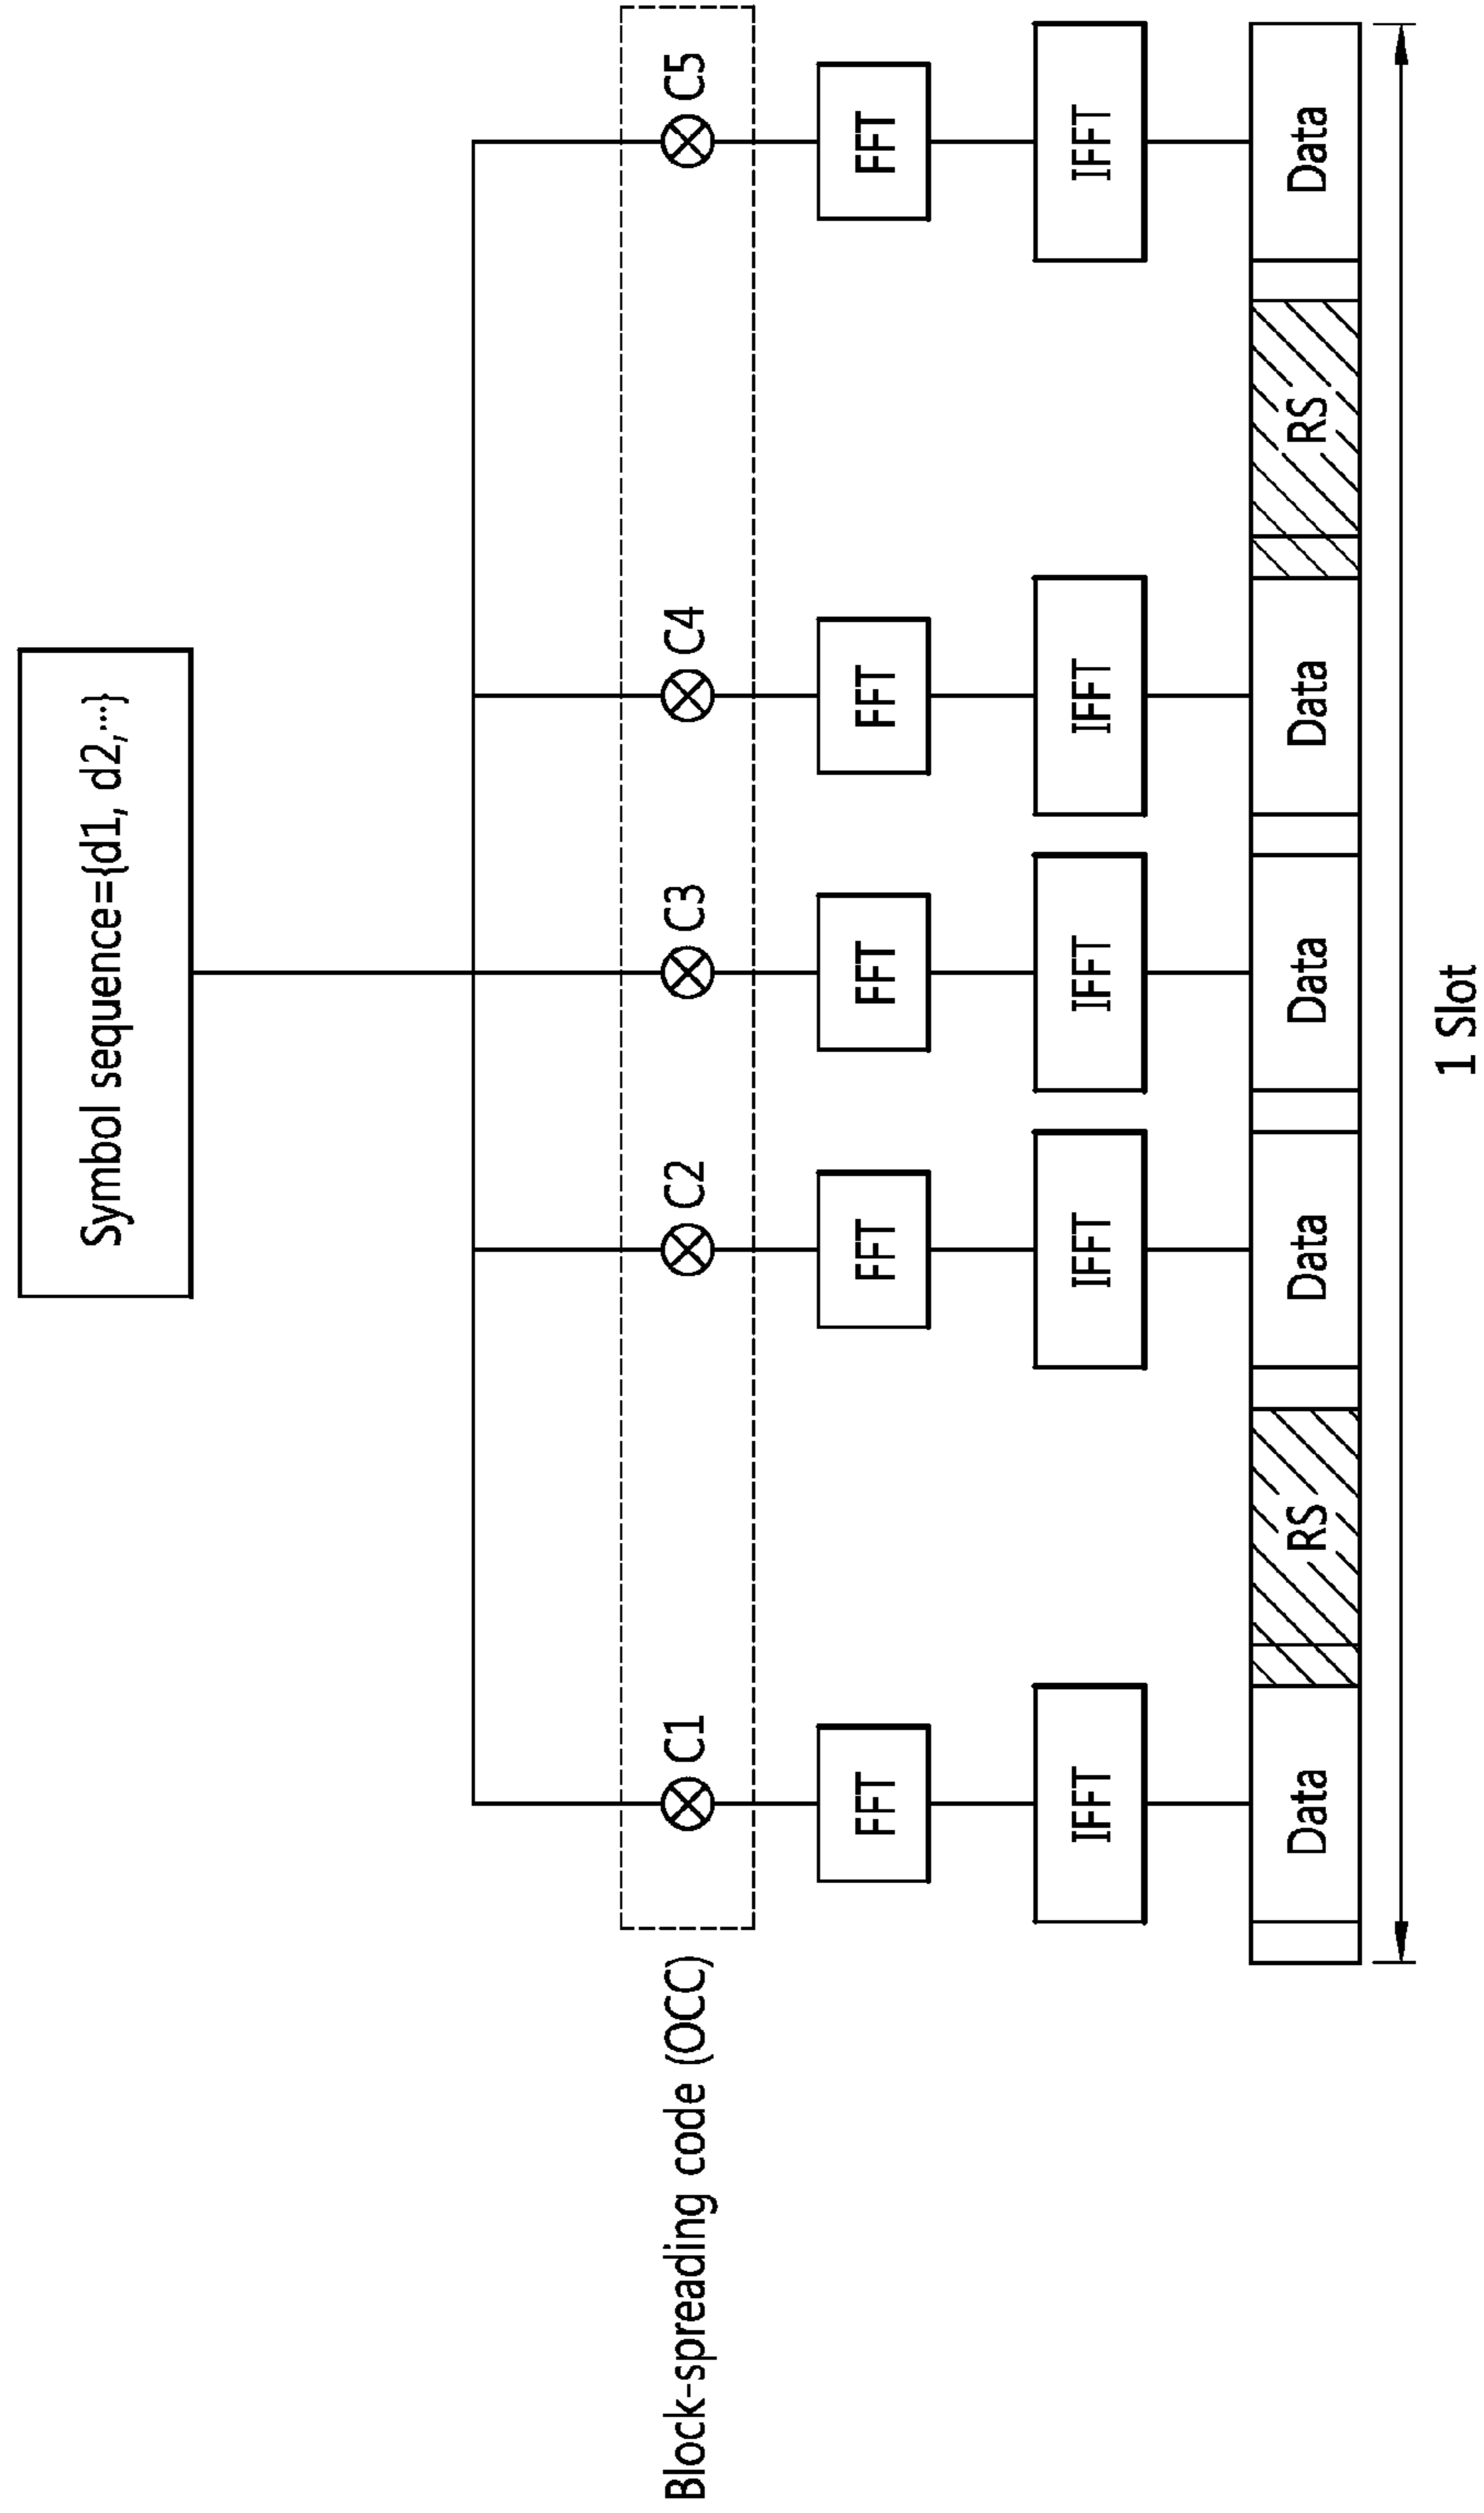 Symbol sequence={d1, d2,…}
Block-spreading code (OCC)
C1
C2
C3
C4
C5
FFT
FFT
FFT
FFT
FFT
IFFT
IFFT
IFFT
IFFT
IFFT
Data
RS
Data
Data
Data
RS
Data
1 Slot